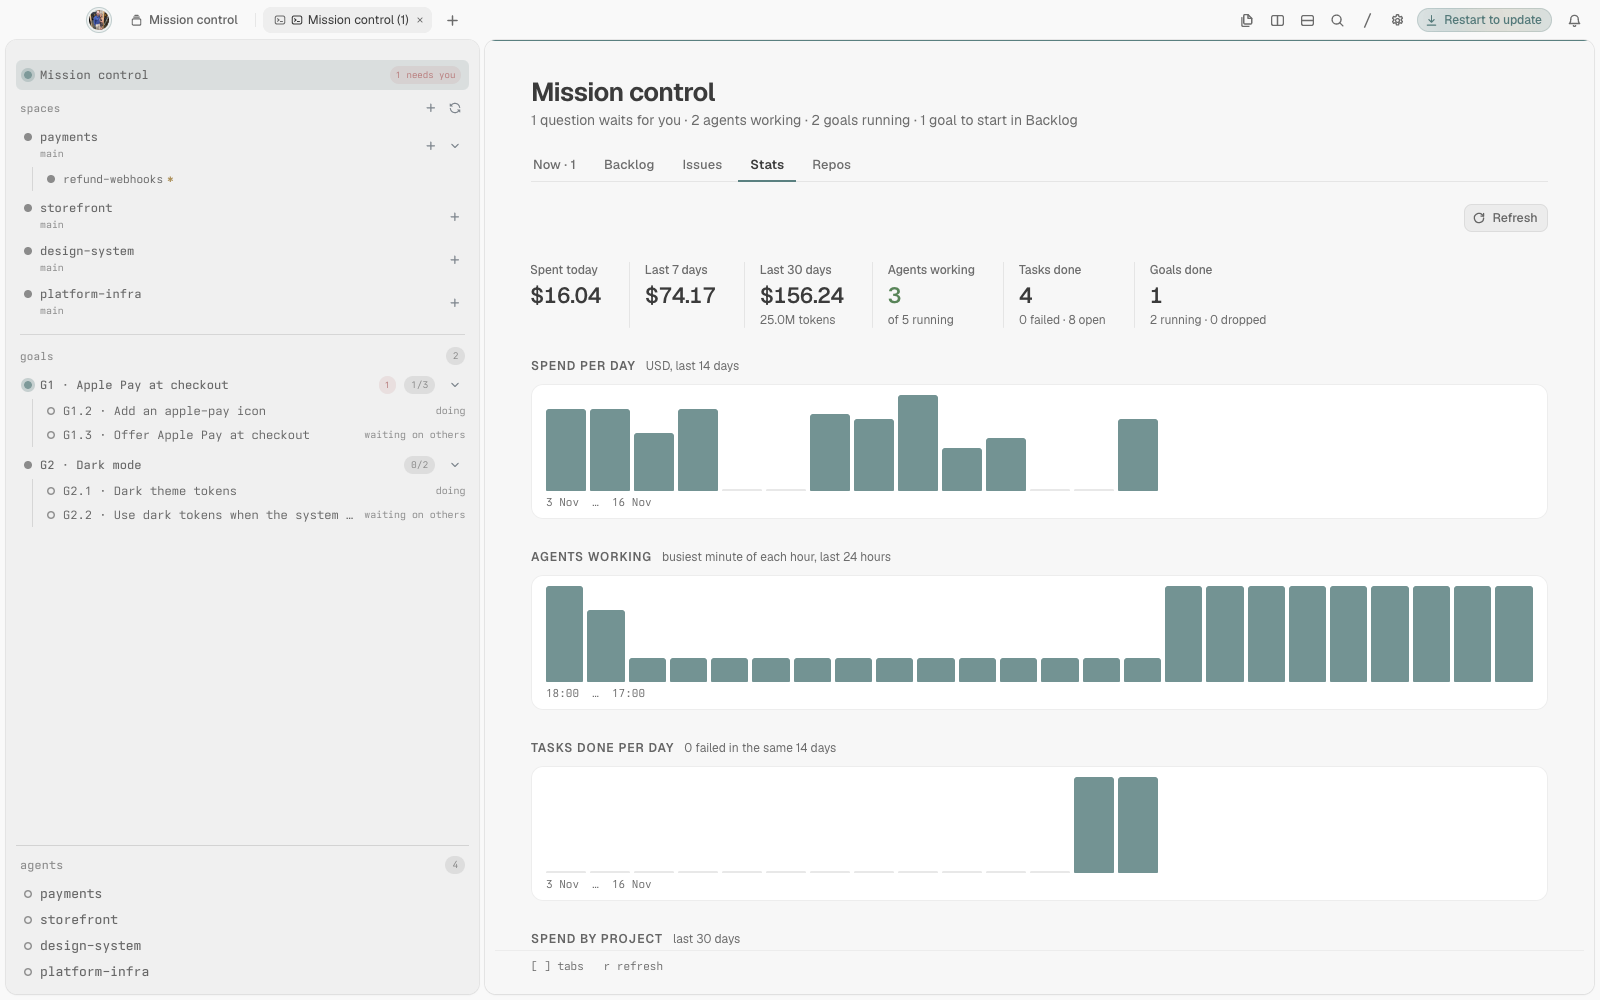 Mission control
Mission control (1) ×
Restart to update
Mission control
1 needs you
spaces
payments
main
refund-webhooks *
storefront
main
design-system
main
platform-infra
main
goals
2
G1 · Apple Pay at checkout
1
1/3
G1.2 · Add an apple-pay icon
doing
G1.3 · Offer Apple Pay at checkout
waiting on others
G2 · Dark mode
0/2
G2.1 · Dark theme tokens
doing
G2.2 · Use dark tokens when the system …
waiting on others
agents
4
payments
storefront
design-system
platform-infra
Mission control
1 question waits for you · 2 agents working · 2 goals running · 1 goal to start in Backlog
Now · 1
Backlog
Issues
Stats
Repos
Refresh
Spent today
$16.04
Last 7 days
$74.17
Last 30 days
$156.24
25.0M tokens
Agents working
3
of 5 running
Tasks done
4
0 failed · 8 open
Goals done
1
2 running · 0 dropped
SPEND PER DAY USD, last 14 days
3 Nov … 16 Nov
AGENTS WORKING busiest minute of each hour, last 24 hours
18:00 … 17:00
TASKS DONE PER DAY 0 failed in the same 14 days
3 Nov … 16 Nov
SPEND BY PROJECT last 30 days
[ ] tabs r refresh